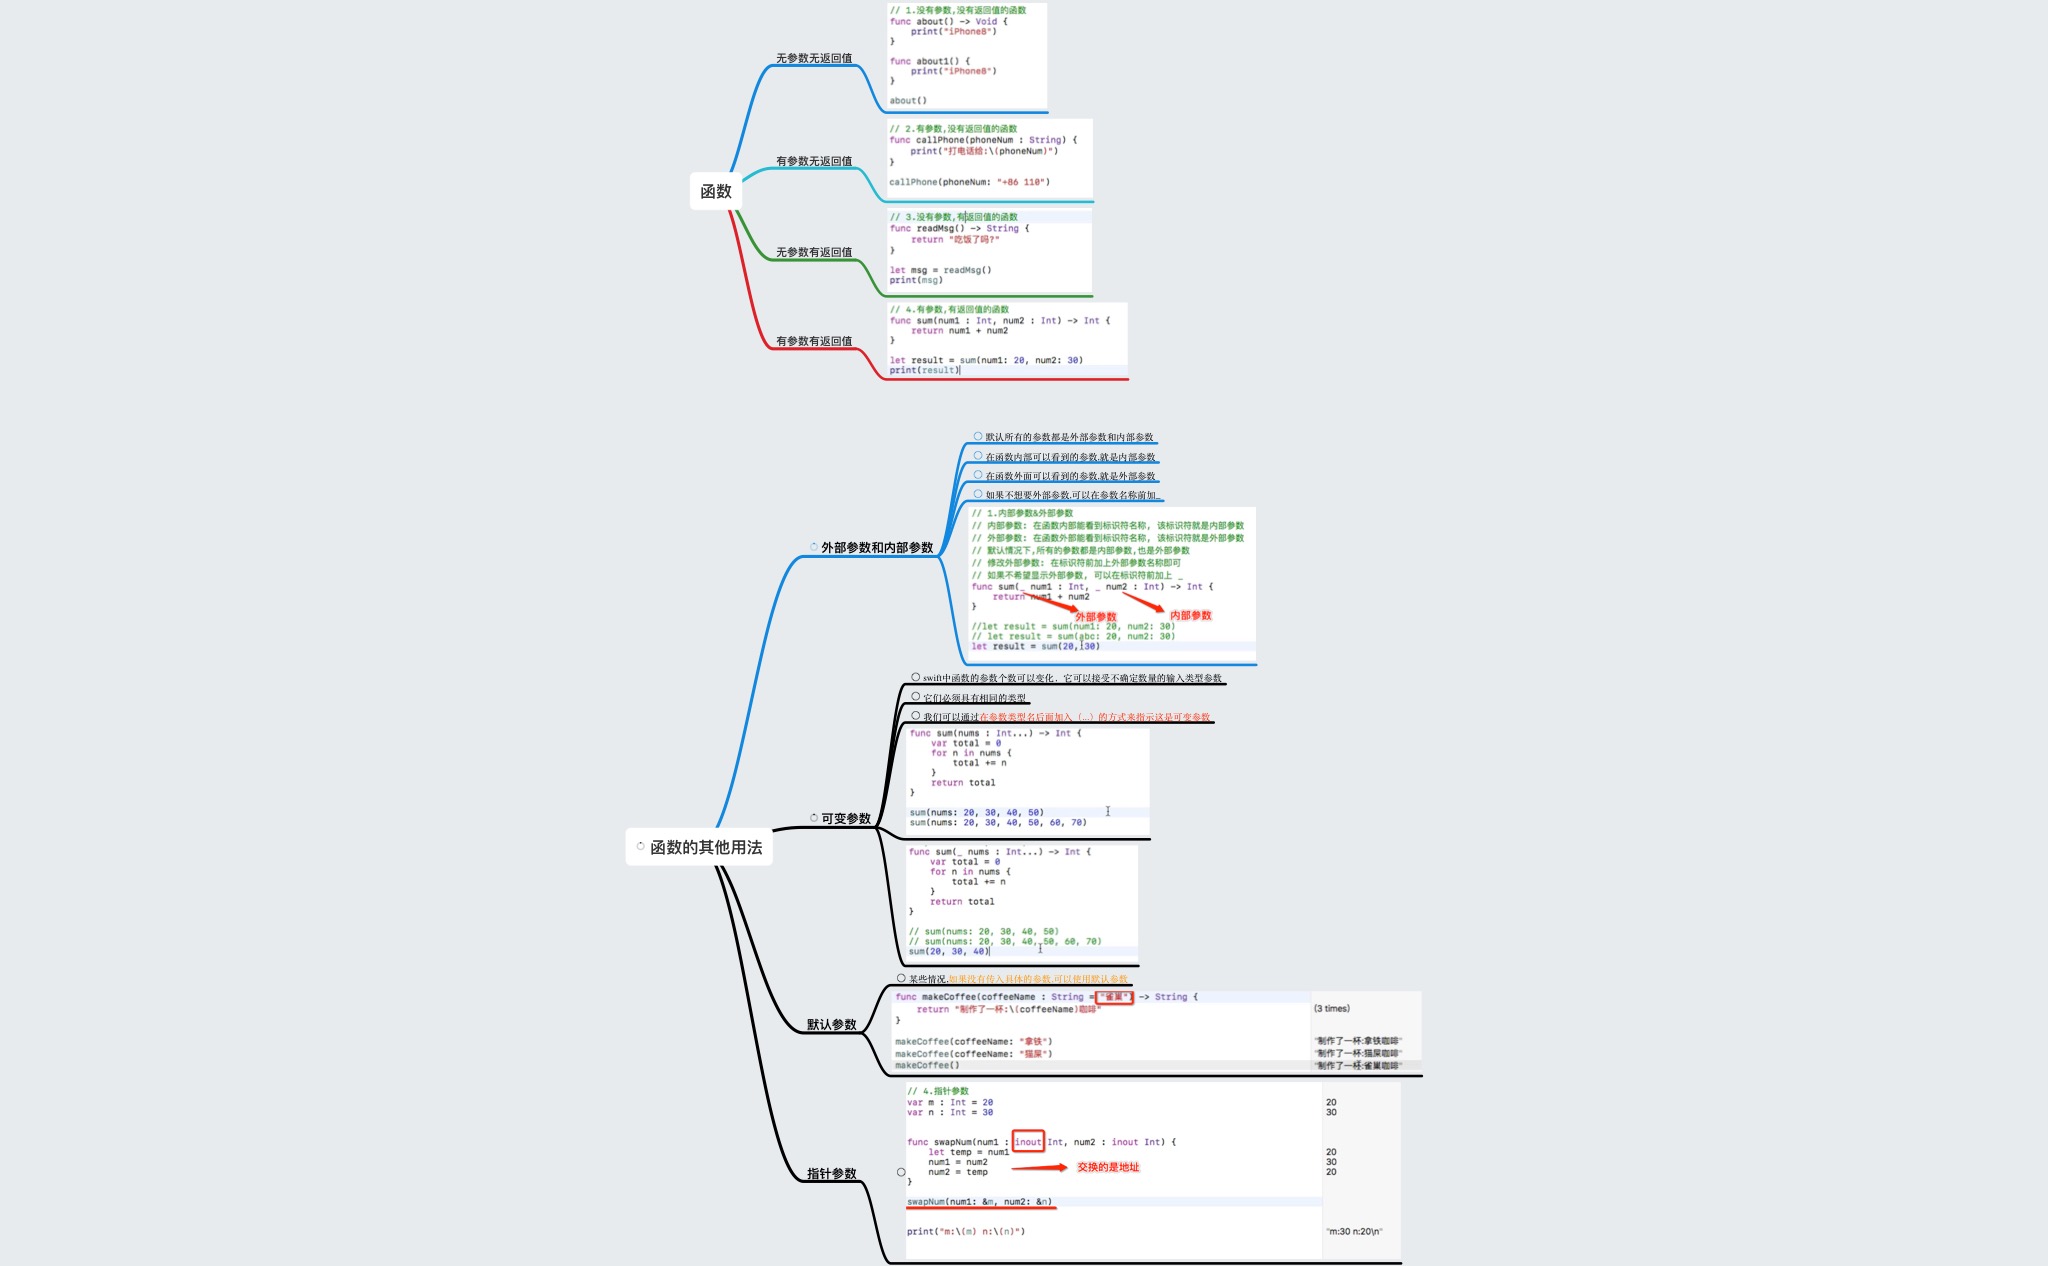 函数
无参数无返回值
// 1.没有参数,没有返回值的函数
func about() -> Void {
print("iPhone8")
}
func about1() {
print("iPhone8")
}
about()
有参数无返回值
// 2.有参数,没有返回值的函数
func callPhone(phoneNum : String) {
print("打电话给:\(phoneNum)")
}
callPhone(phoneNum: "+86 110")
无参数有返回值
// 3.没有参数,有返回值的函数
func readMsg() -> String {
return "吃饭了吗?"
}
let msg = readMsg()
print(msg)
有参数有返回值
// 4.有参数,有返回值的函数
func sum(num1 : Int, num2 : Int) -> Int {
return num1 + num2
}
let result = sum(num1: 20, num2: 30)
print(result)
函数的其他用法
外部参数和内部参数
默认所有的参数都是外部参数和内部参数
在函数内部可以看到的参数,就是内部参数
在函数外面可以看到的参数,就是外部参数
如果不想要外部参数,可以在参数名称前加_
// 1.内部参数&外部参数
// 内部参数: 在函数内部能看到标识符名称, 该标识符就是内部参数
// 外部参数: 在函数外部能看到标识符名称, 该标识符就是外部参数
// 默认情况下,所有的参数都是内部参数,也是外部参数
// 修改外部参数: 在标识符前加上外部参数名称即可
// 如果不希望显示外部参数, 可以在标识符前加上 _
func sum(_ num1 : Int, _ num2 : Int) -> Int {
return num1 + num2
}
外部参数
内部参数
//let result = sum(num1: 20, num2: 30)
// let result = sum(abc: 20, num2: 30)
let result = sum(20, 30)
可变参数
swift中函数的参数个数可以变化，它可以接受不确定数量的输入类型参数
它们必须具有相同的类型
我们可以通过在参数类型名后面加入（...）的方式来指示这是可变参数
func sum(nums : Int...) -> Int {
var total = 0
for n in nums {
total += n
}
return total
}
sum(nums: 20, 30, 40, 50)
sum(nums: 20, 30, 40, 50, 60, 70)
func sum(_ nums : Int...) -> Int {
var total = 0
for n in nums {
total += n
}
return total
}
// sum(nums: 20, 30, 40, 50)
// sum(nums: 20, 30, 40, 50, 60, 70)
sum(20, 30, 40)
默认参数
某些情况,如果没有传入具体的参数,可以使用默认参数
func makeCoffee(coffeeName : String = "雀巢") -> String {
return "制作了一杯:\(coffeeName)咖啡"
(3 times)
}
makeCoffee(coffeeName: "拿铁")
"制作了一杯:拿铁咖啡"
makeCoffee(coffeeName: "猫屎")
"制作了一杯:猫屎咖啡"
makeCoffee()
"制作了一杯:雀巢咖啡"
指针参数
// 4.指针参数
var m : Int = 20
20
var n : Int = 30
30
func swapNum(num1 : inout Int, num2 : inout Int) {
let temp = num1
20
num1 = num2
30
num2 = temp
20
交换的是地址
}
swapNum(num1: &m, num2: &n)
print("m:\(m) n:\(n)")
"m:30 n:20\n"